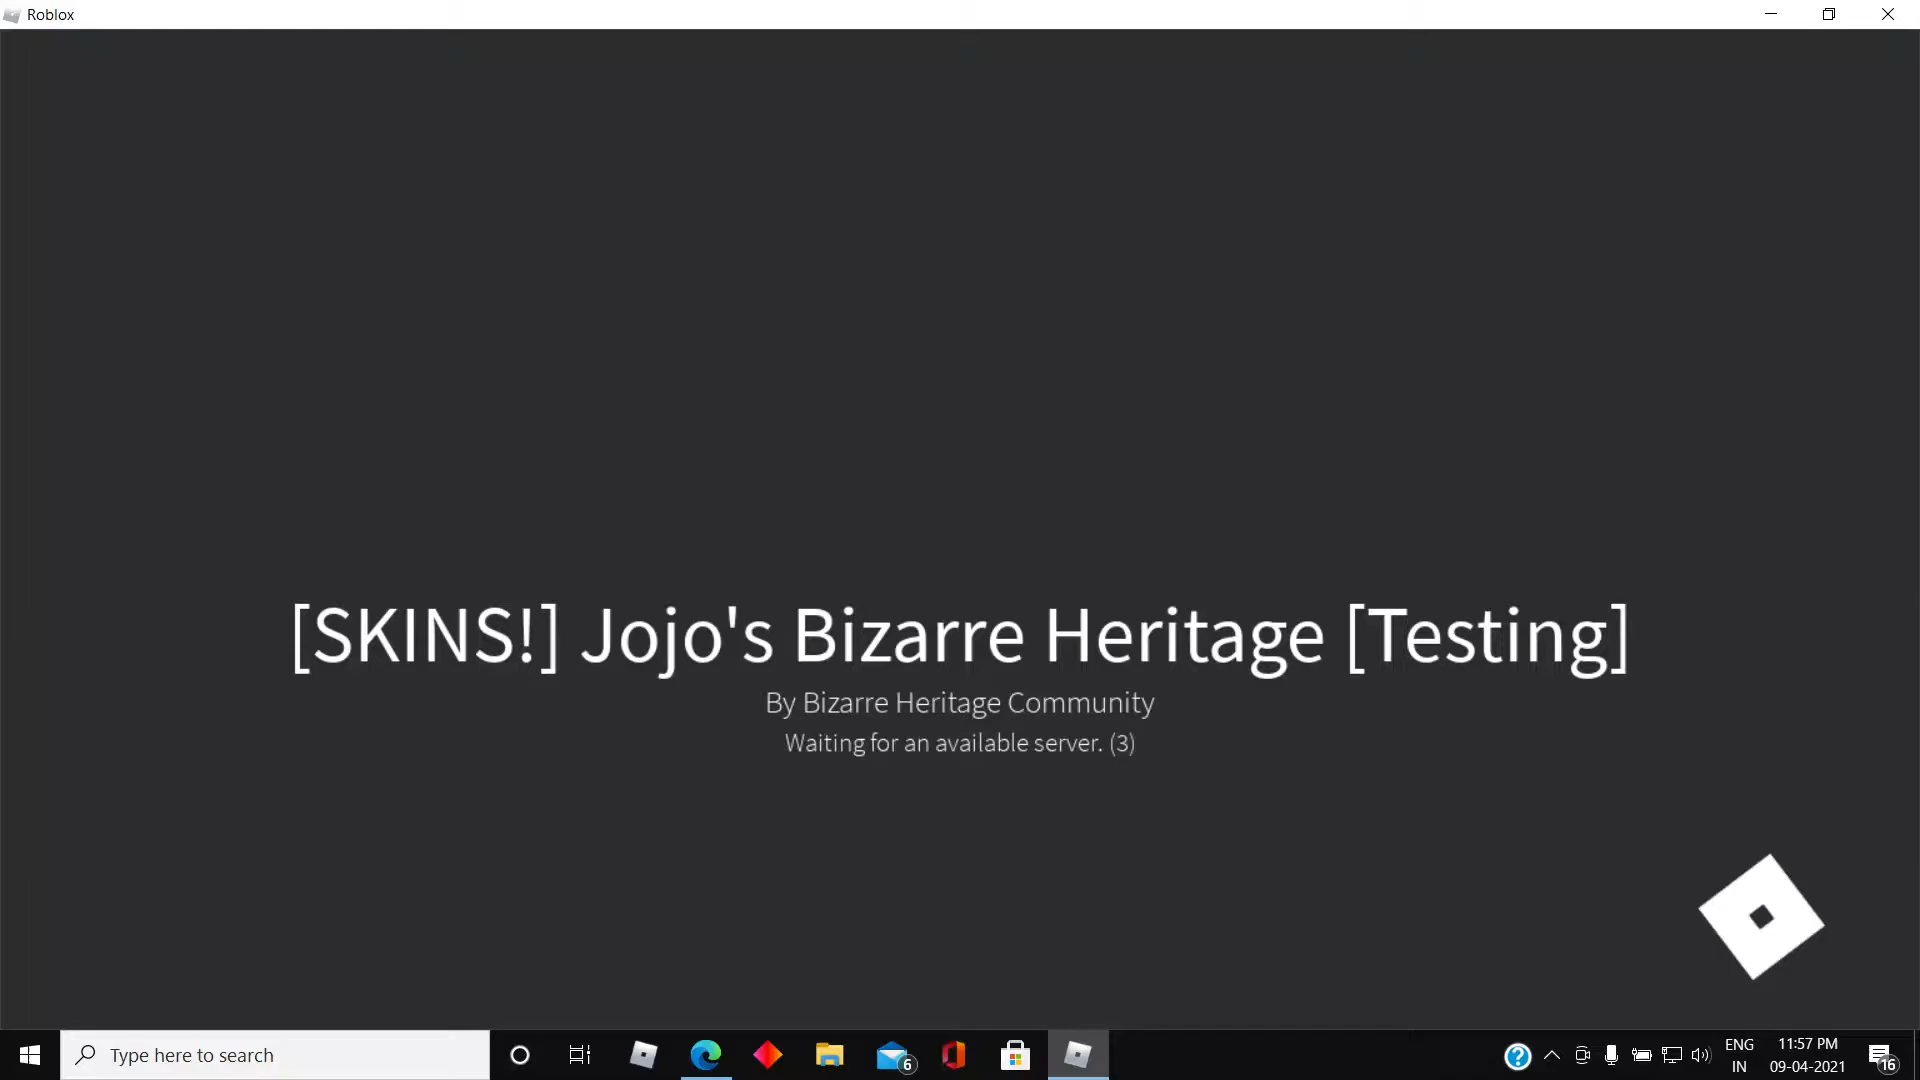 Roblox
[SKINS!] Jojo's Bizarre Heritage [Testing]
By Bizarre Heritage Community
Waiting for an available server. (3)
Type here to search
6
ENG
IN
11:57 PM
09-04-2021
16